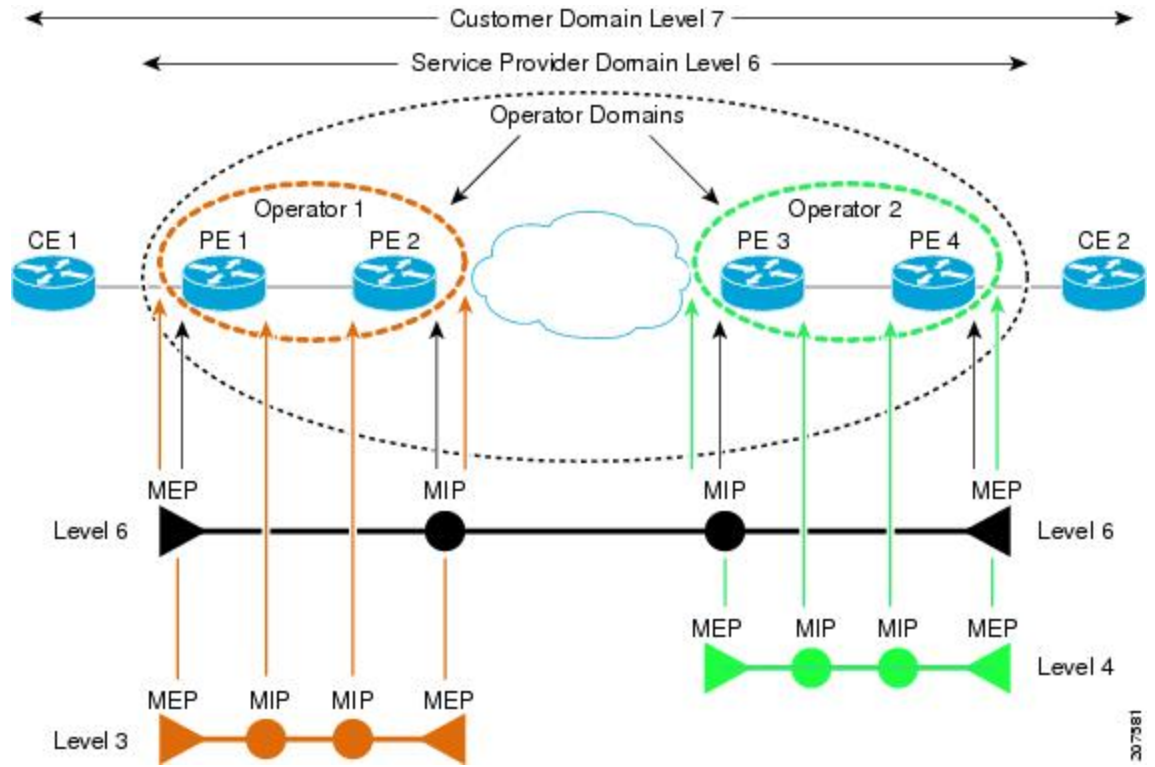 Customer Domain Level 7
Service Provider Domain Level 6
Operator Domains
Operator 1
Operator 2
CE 1
PE 1
PE 2
PE 3
PE 4
CE 2
MEP
MIP
MIP
MEP
Level 6
Level 6
MEP
MIP
MIP
MEP
Level 4
MEP
MIP
MIP
MEP
Level 3
207581